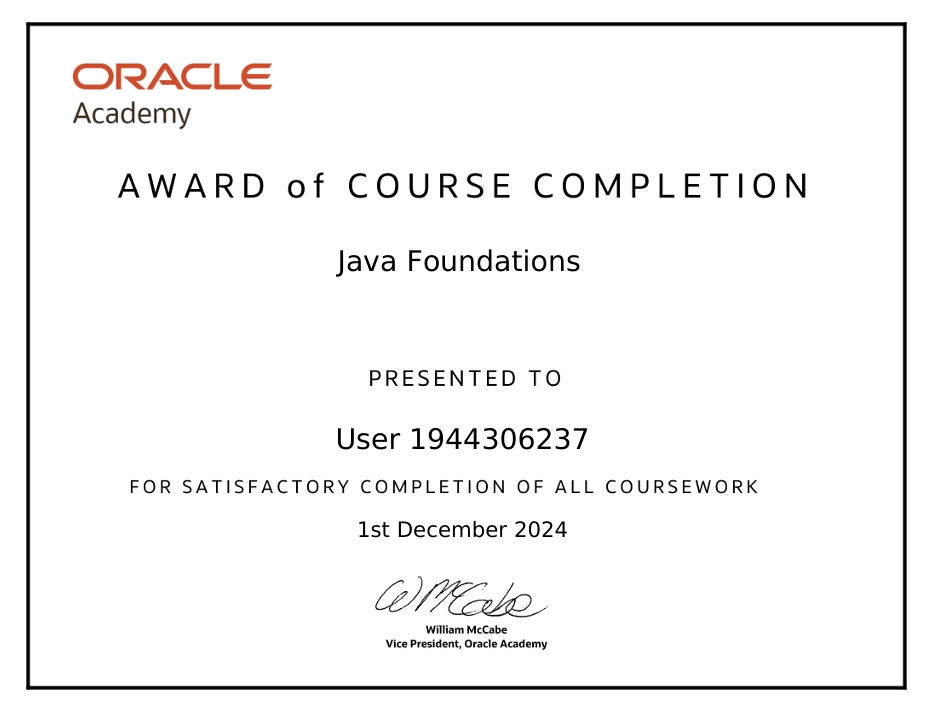 ORACLE
Academy
AWARD of COURSE COMPLETION
Java Foundations
PRESENTED TO
User 1944306237
FOR SATISFACTORY COMPLETION OF ALL COURSEWORK
1st December 2024
WMcCabe
William McCabe
Vice President, Oracle Academy